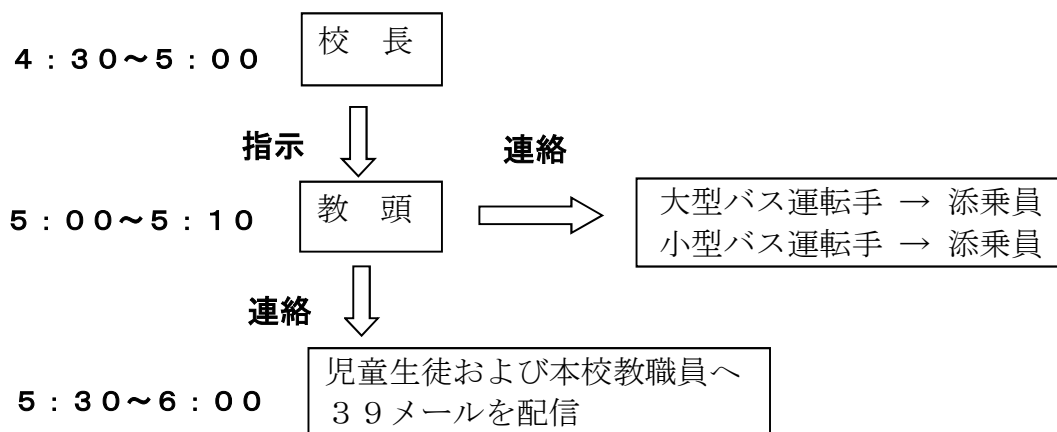 校　長
４：３０～５：００
指示
連絡
教　頭
５：００～５：１０
大型バス運転手 → 添乗員
小型バス運転手 → 添乗員
連絡
児童生徒および本校教職員へ
３９メールを配信
５：３０～６：００